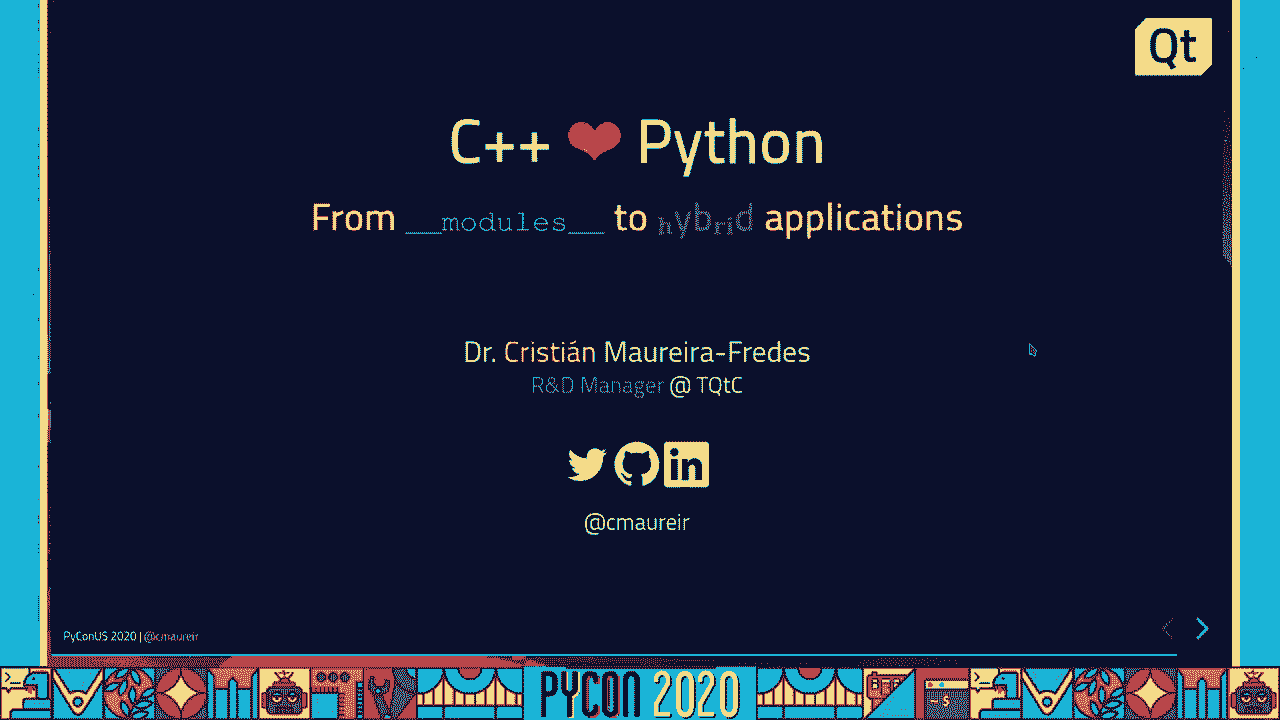 Qt
C++ ❤ Python
From __modules__ to hybrid applications
Dr. Cristián Maureira-Fredes
R&D Manager @ TQtC
in
@cmaureir
PyConUS 2020 | @cmaureir
PYCON 2020